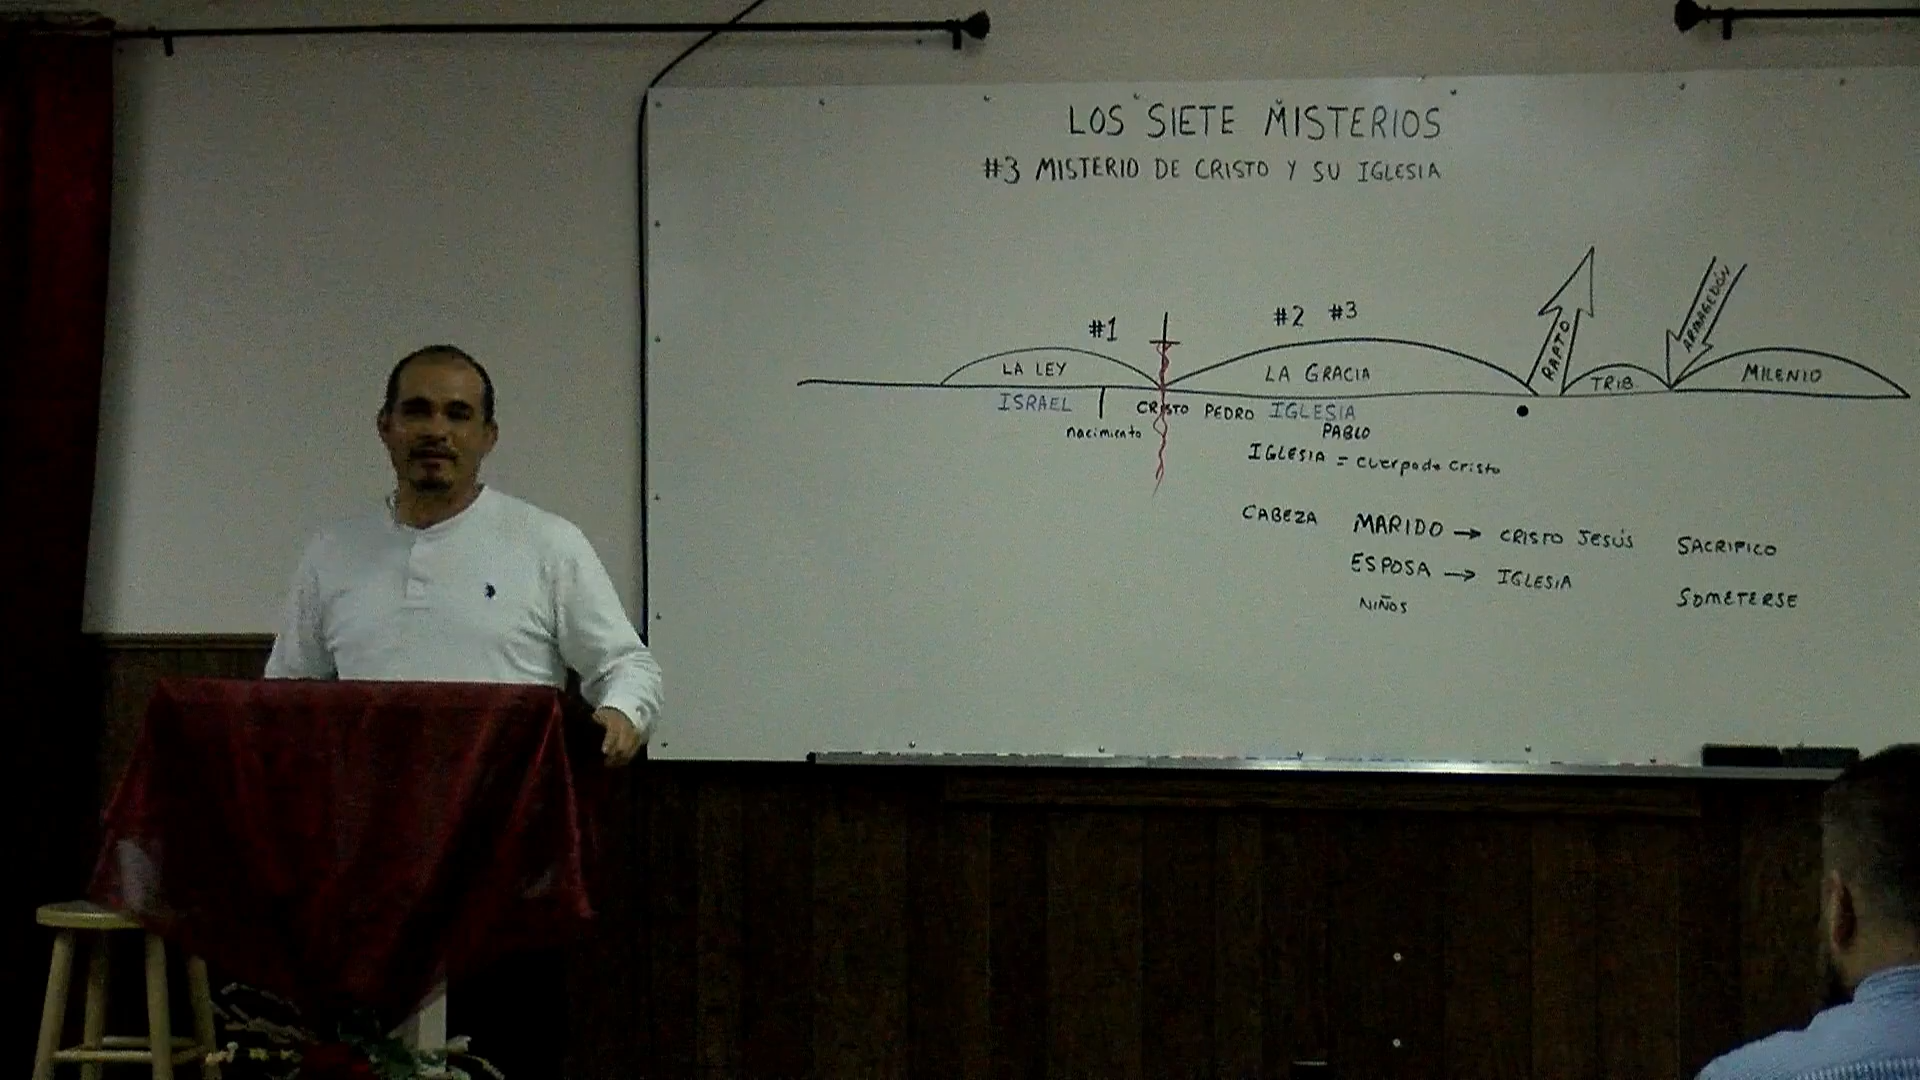 LOS SIETE MISTERIOS
#3 MISTERIO DE CRISTO Y SU IGLESIA
#1
#2 #3
LA LEY
LA GRACIA
RAPTO
TRIB
ARMAGEDÓN
MILENIO
ISRAEL
CRISTO PEDRO IGLESIA
nacimiento
PABLO
IGLESIA = cuerpo de Cristo
CABEZA MARIDO → CRISTO JESÚS SACRIFICO
ESPOSA → IGLESIA
SOMETERSE
NIÑOS